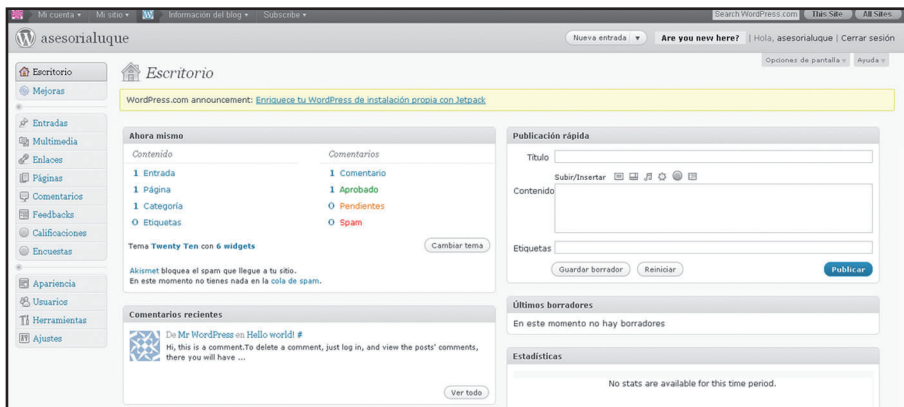 Mi cuenta Mi sitio Información del blog Subscribe Search WordPress.com This Site All Sites
asesorialuque Nueva entrada Are you new here? | Hola, asesorialuque | Cerrar sesión
Opciones de pantalla Ayuda
Escritorio
Mejoras
Entradas
Multimedia
Enlaces
Páginas
Comentarios
Feedbacks
Calificaciones
Encuestas
Apariencia
Usuarios
Herramientas
Ajustes
Escritorio
WordPress.com announcement: Enriquece tu WordPress de instalación propia con Jetpack
Ahora mismo
Contenido Comentarios
1 Entrada 1 Comentario
1 Página 1 Aprobado
1 Categoría 0 Pendientes
0 Etiquetas 0 Spam
Tema Twenty Ten con 6 widgets Cambiar tema
Akismet bloquea el spam que llegue a tu sitio.
En este momento no tienes nada en la cola de spam.
Comentarios recientes
De Mr WordPress en Hello world! #
Hi, this is a comment.To delete a comment, just log in, and view the posts' comments,
there you will have ...
Ver todo
Publicación rápida
Título
Subir/Insertar
Contenido
Etiquetas
Guardar borrador Reiniciar Publicar
Últimos borradores
En este momento no hay borradores
Estadísticas
No stats are available for this time period.